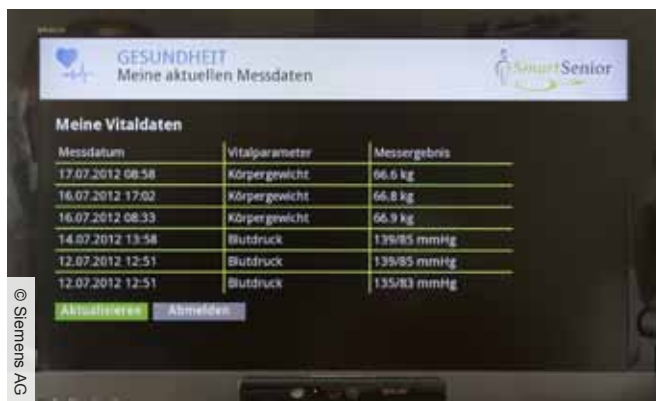 GESUNDHEIT
Meine aktuellen Messdaten
SmartSenior
Meine Vitaldaten
Messdatum Vitalparameter Messergebnis
17.07.2012 08:58 Körpergewicht 66.6 kg
16.07.2012 17:02 Körpergewicht 66.8 kg
16.07.2012 08:33 Körpergewicht 66.9 kg
14.07.2012 13:58 Blutdruck 139/85 mmHg
12.07.2012 12:51 Blutdruck 139/85 mmHg
12.07.2012 12:51 Blutdruck 135/83 mmHg
Aktualisieren Abmelden
© Siemens AG